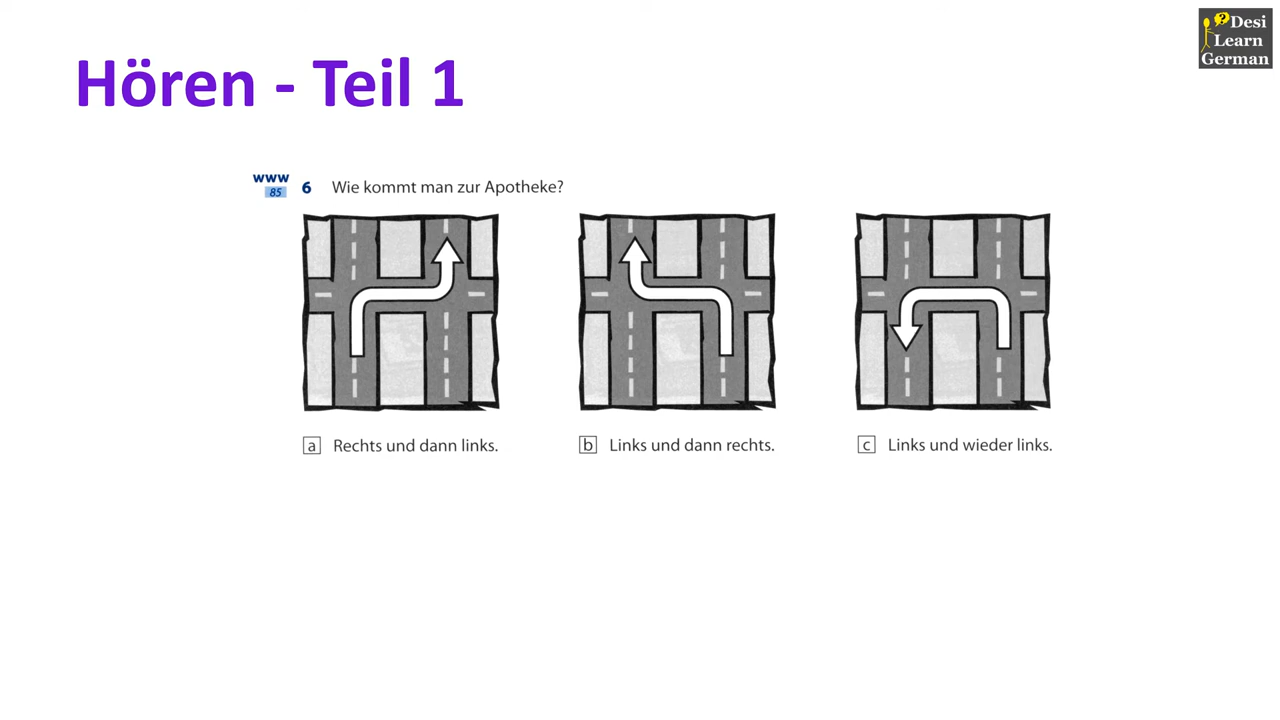 Desi
Learn
German
Hören - Teil 1
www
85
6 Wie kommt man zur Apotheke?
a Rechts und dann links.
b Links und dann rechts.
c Links und wieder links.